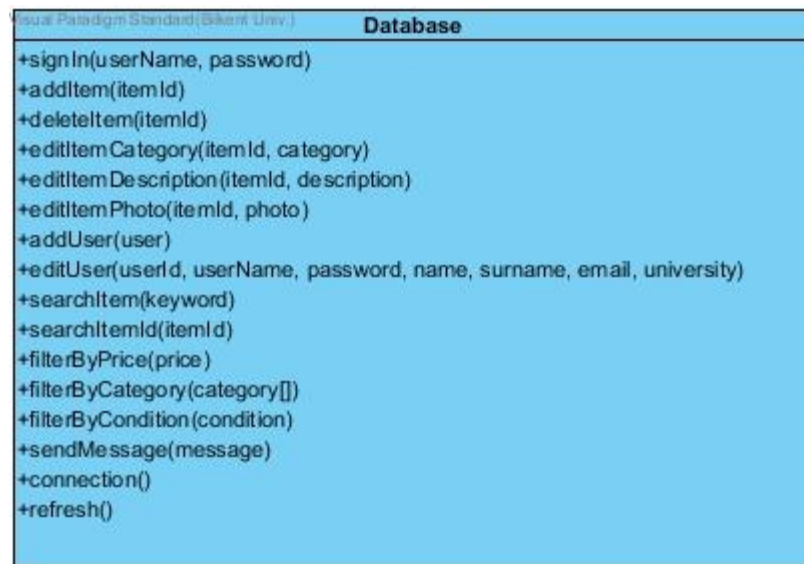 Visual Paradigm Standard(Bilkent Univ.)
Database
+signIn(userName, password)
+addItem(itemId)
+deleteItem(itemId)
+editItemCategory(itemId, category)
+editItemDescription(itemId, description)
+editItemPhoto(itemId, photo)
+addUser(user)
+editUser(userId, userName, password, name, surname, email, university)
+searchItem(keyword)
+searchItemId(itemId)
+filterByPrice(price)
+filterByCategory(category[])
+filterByCondition(condition)
+sendMessage(message)
+connection()
+refresh()